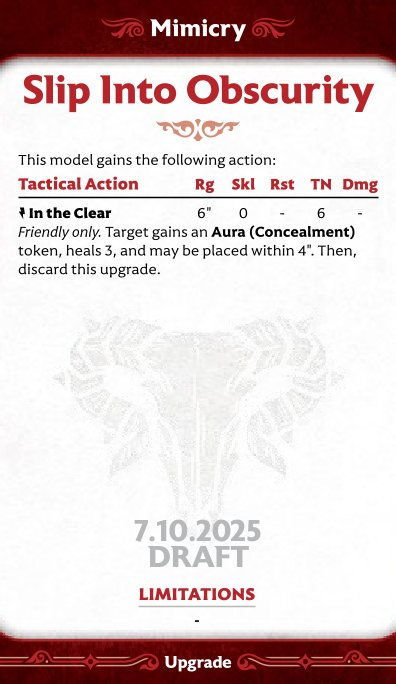 Mimicry
Slip Into Obscurity
This model gains the following action:
Tactical Action Rg Skl Rst TN Dmg
In the Clear 6" 0 - 6 -
Friendly only. Target gains an Aura (Concealment)
token, heals 3, and may be placed within 4". Then,
discard this upgrade.
7.10.2025
DRAFT
LIMITATIONS
-
Upgrade